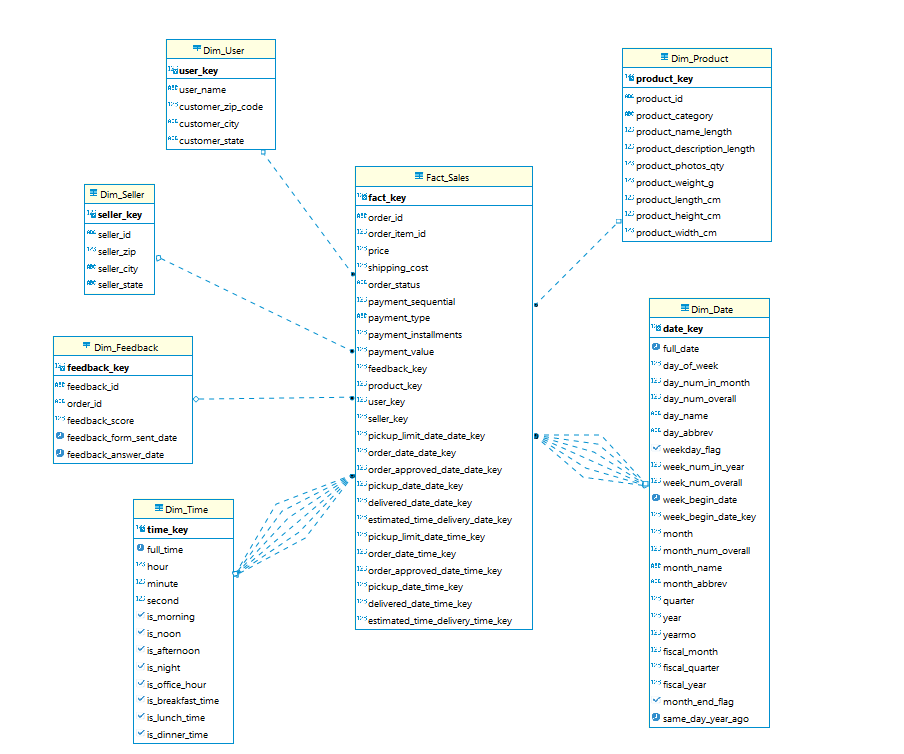 Dim_User
user_key
user_name
customer_zip_code
customer_city
customer_state
Dim_Product
product_key
product_id
product_category
product_name_length
product_description_length
product_photos_qty
product_weight_g
product_length_cm
product_height_cm
product_width_cm
Fact_Sales
fact_key
order_id
order_item_id
price
shipping_cost
order_status
payment_sequential
payment_type
payment_installments
payment_value
feedback_key
product_key
user_key
seller_key
pickup_limit_date_date_key
order_date_date_key
order_approved_date_date_key
pickup_date_date_key
delivered_date_date_key
estimated_time_delivery_date_key
pickup_limit_date_time_key
order_date_time_key
order_approved_date_time_key
pickup_date_time_key
delivered_date_time_key
estimated_time_delivery_time_key
Dim_Seller
seller_key
seller_id
seller_zip
seller_city
seller_state
Dim_Feedback
feedback_key
feedback_id
order_id
feedback_score
feedback_form_sent_date
feedback_answer_date
Dim_Time
time_key
full_time
hour
minute
second
is_morning
is_noon
is_afternoon
is_night
is_office_hour
is_breakfast_time
is_lunch_time
is_dinner_time
Dim_Date
date_key
full_date
day_of_week
day_num_in_month
day_num_overall
day_name
day_abbrev
weekday_flag
week_num_in_year
week_num_overall
week_begin_date
week_begin_date_key
month
month_num_overall
month_name
month_abbrev
quarter
year
yearmo
fiscal_month
fiscal_quarter
fiscal_year
month_end_flag
same_day_year_ago